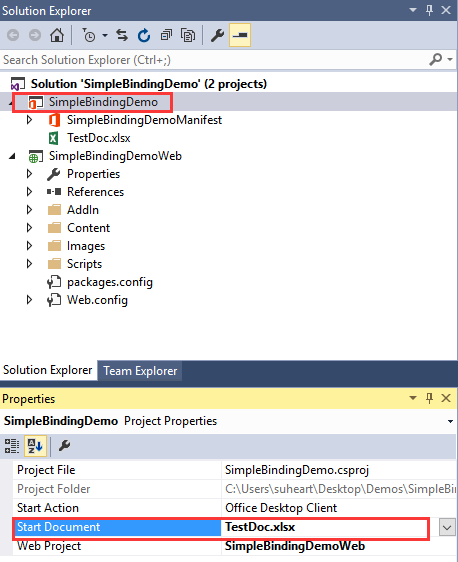 Solution Explorer
Search Solution Explorer (Ctrl+;)
Solution 'SimpleBindingDemo' (2 projects)
SimpleBindingDemo
SimpleBindingDemoManifest
TestDoc.xlsx
SimpleBindingDemoWeb
Properties
References
AddIn
Content
Images
Scripts
packages.config
Web.config
Solution Explorer Team Explorer
Properties
SimpleBindingDemo Project Properties
Project File SimpleBindingDemo.csproj
Project Folder C:\Users\suheart\Desktop\Demos\SimpleBi
Start Action Office Desktop Client
Start Document TestDoc.xlsx
Web Project SimpleBindingDemoWeb